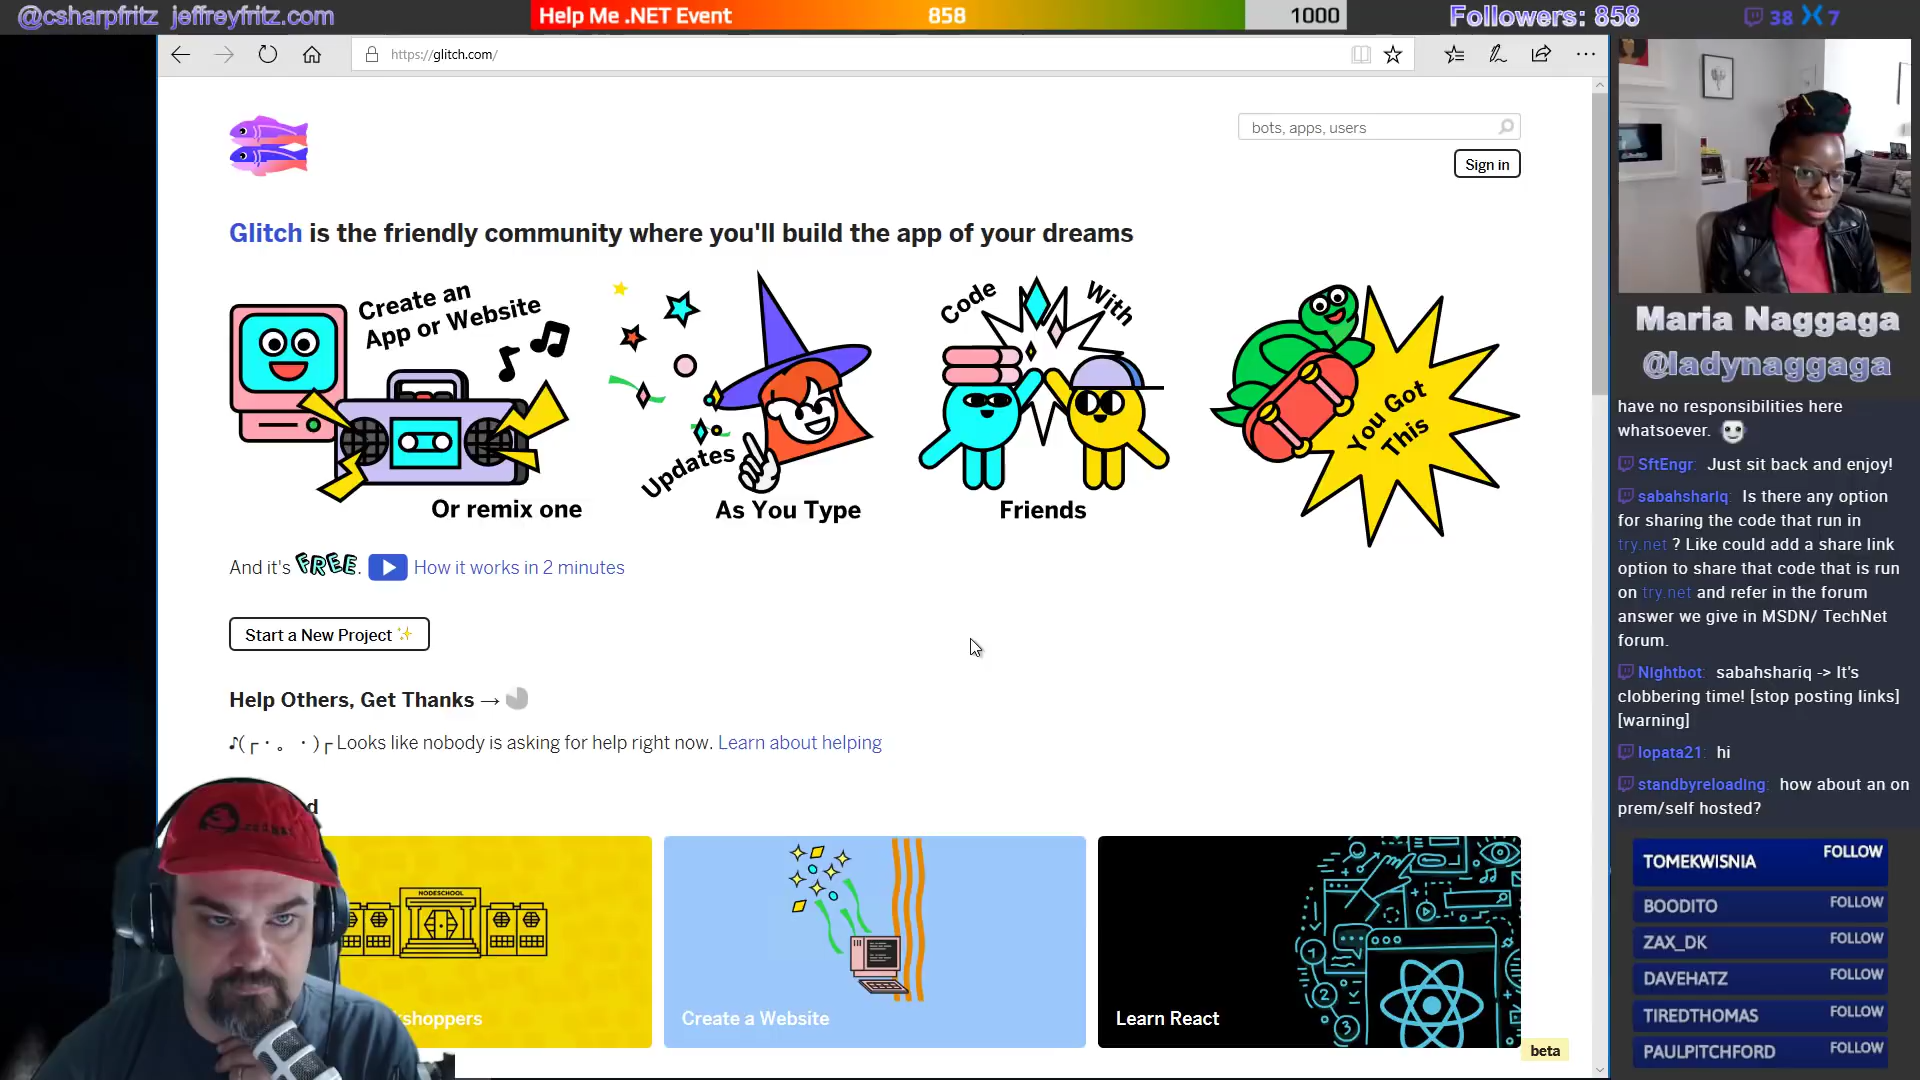 @csharpfritz jeffreyfritz.com
Help Me .NET Event 858 1000
Followers: 858
38 7
https://glitch.com/
bots, apps, users
Sign in
Glitch is the friendly community where you'll build the app of your dreams
Create an
App or Website
Or remix one
Updates
As You Type
Code With
Friends
You Got
This
And it's FREE. How it works in 2 minutes
Start a New Project
Help Others, Get Thanks →
Looks like nobody is asking for help right now. Learn about helping
NODESCHOOL
kshoppers
Create a Website
Learn React
1
2
3
beta
Maria Naggaga
@ladynaggaga
have no responsibilities here
whatsoever.
SftEngr: Just sit back and enjoy!
sabahshariq: Is there any option
for sharing the code that run in
try.net ? Like could add a share link
option to share that code that is run
on try.net and refer in the forum
answer we give in MSDN/ TechNet
forum.
Nightbot: sabahshariq -> It's
clobbering time! [stop posting links]
[warning]
lopata21: hi
standbyreloading: how about an on
prem/self hosted?
TOMEKWISNIA FOLLOW
BOODITO FOLLOW
ZAX_DK FOLLOW
DAVEHATZ FOLLOW
TIREDTHOMAS FOLLOW
PAULPITCHFORD FOLLOW